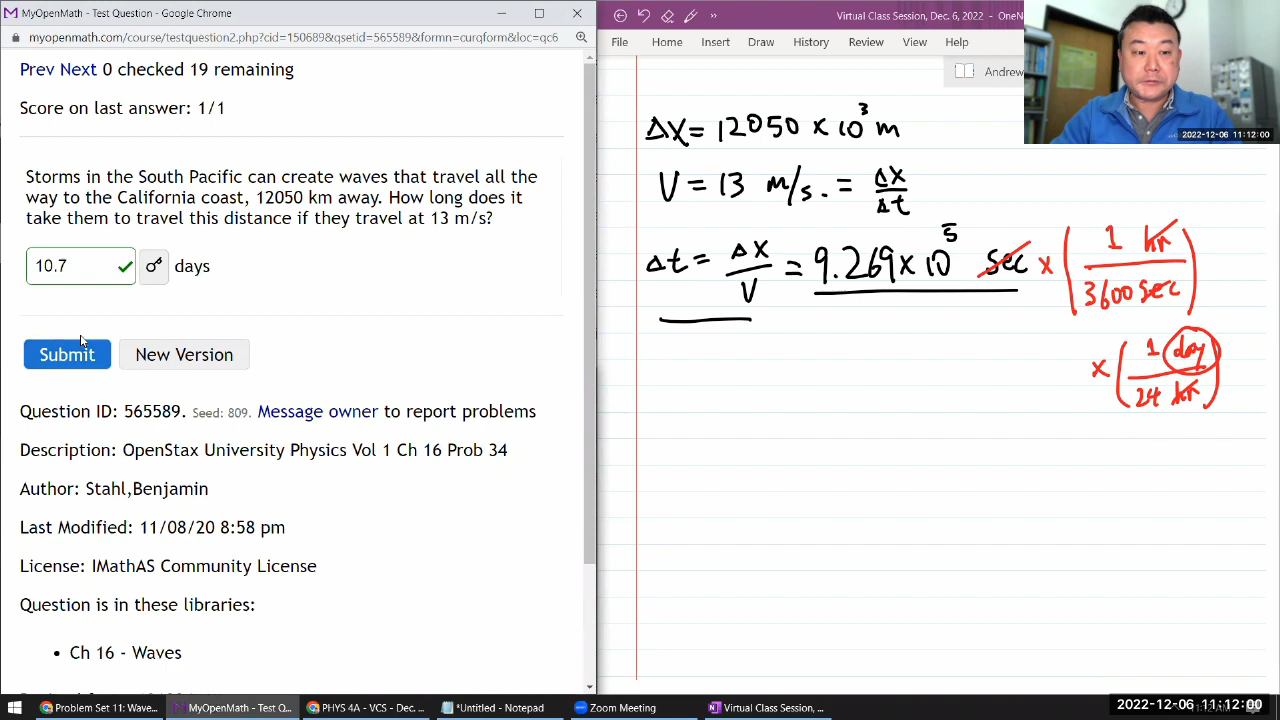 MyOpenMath - Test Question - Google Chrome
myopenmath.com/course/testquestion2.php?cid=150689&qsetid=565589&formn=curqform&loc=qc6
Prev Next 0 checked 19 remaining
Score on last answer: 1/1
Storms in the South Pacific can create waves that travel all the
way to the California coast, 12050 km away. How long does it
take them to travel this distance if they travel at 13 m/s?
10.7 days
Submit New Version
Question ID: 565589. Seed: 809. Message owner to report problems
Description: OpenStax University Physics Vol 1 Ch 16 Prob 34
Author: Stahl,Benjamin
Last Modified: 11/08/20 8:58 pm
License: IMathAS Community License
Question is in these libraries:
• Ch 16 - Waves
Virtual Class Session, Dec. 6, 2022 - OneN
File Home Insert Draw History Review View Help
Andrew
2022-12-06 11:12:00
Δx = 12050 × 10³ m
V = 13 m/s. = Δx/Δt
Δt = Δx/V = 9.269 × 10⁵ sec × (1 hr/3600 sec)
× (1 day/24 hr)
Problem Set 11: Wave... MyOpenMath - Test Q... PHYS 4A - VCS - Dec. ... *Untitled - Notepad Zoom Meeting Virtual Class Session, ...
2022-12-06 11:12:00